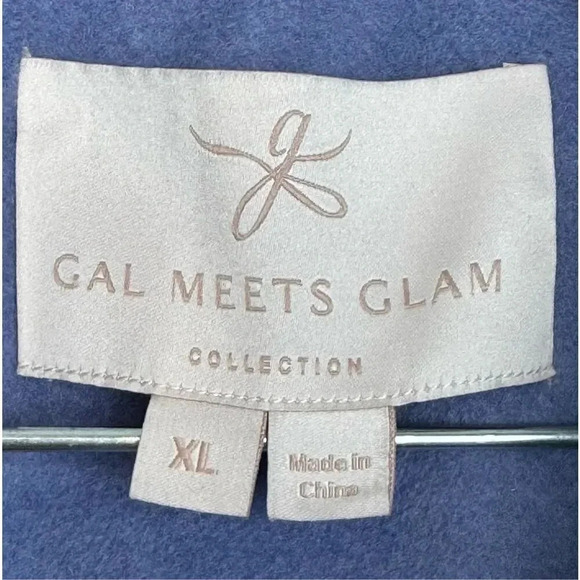 g
GAL MEETS GLAM
COLLECTION
XL
Made in
China